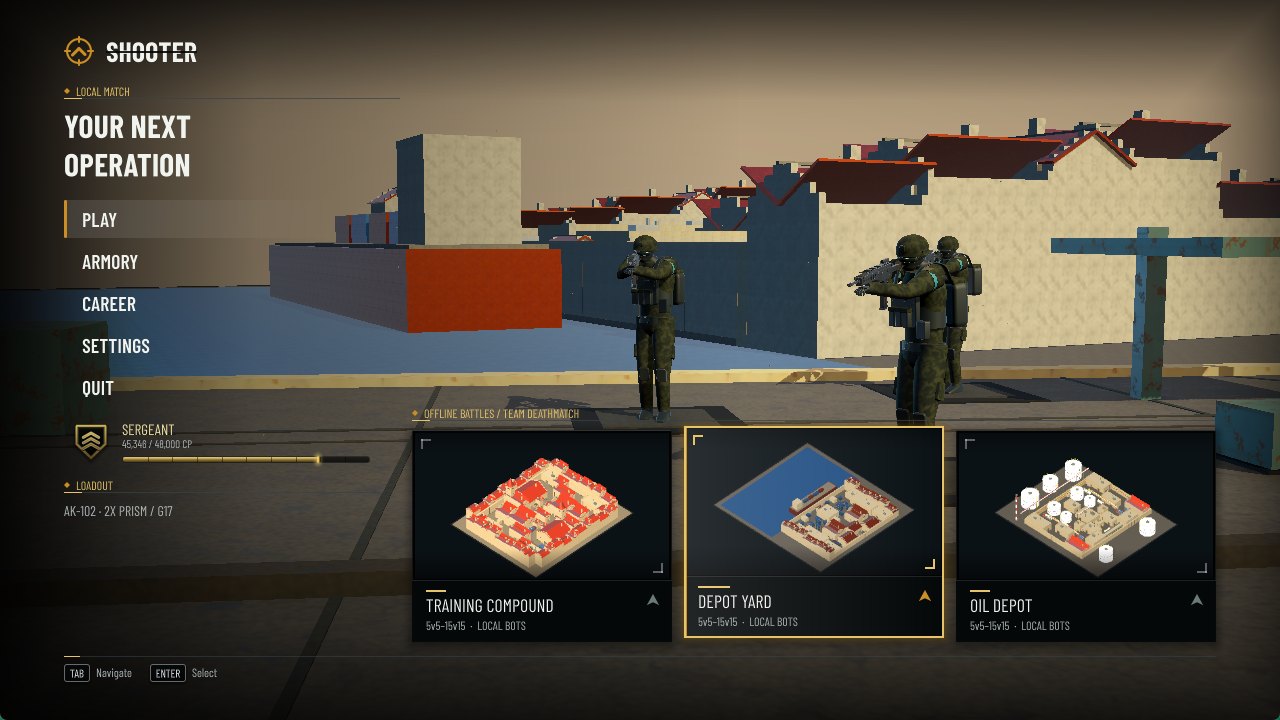 SHOOTER
LOCAL MATCH
YOUR NEXT
OPERATION
PLAY
ARMORY
CAREER
SETTINGS
QUIT
SERGEANT
45,346 / 48,000 CP
LOADOUT
AK-102 · 2X PRISM / G17
OFFLINE BATTLES / TEAM DEATHMATCH
TRAINING COMPOUND
5v5–15v15 · LOCAL BOTS
DEPOT YARD
5v5–15v15 · LOCAL BOTS
OIL DEPOT
5v5–15v15 · LOCAL BOTS
TAB Navigate ENTER Select